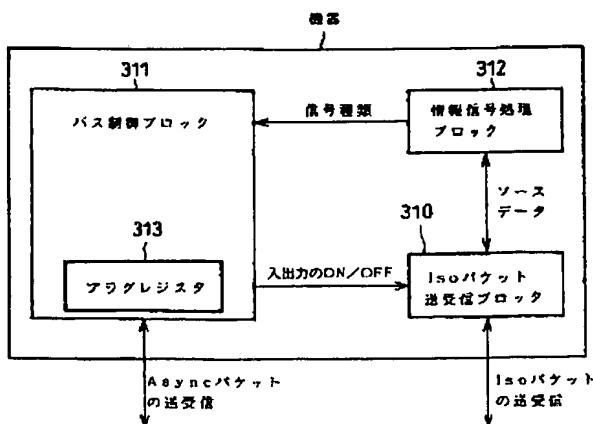 機器
311
312
バス制御ブロック
信号種類
情報信号処理
ブロック
ソース
データ
313
310
プラグレジスタ
入出力のON/OFF
Isoパケット
送受信ブロック
Asyncパケット
の送受信
Isoパケット
の送受信